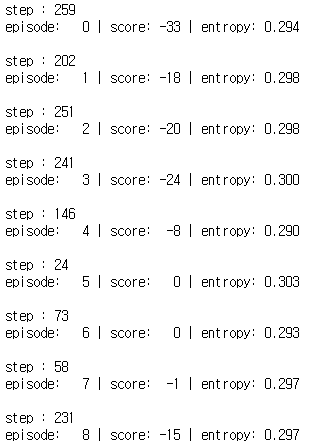 step : 259
episode:   0 | score: -33 | entropy: 0.294
step : 202
episode:   1 | score: -18 | entropy: 0.298
step : 251
episode:   2 | score: -20 | entropy: 0.298
step : 241
episode:   3 | score: -24 | entropy: 0.300
step : 146
episode:   4 | score:  -8 | entropy: 0.290
step : 24
episode:   5 | score:   0 | entropy: 0.303
step : 73
episode:   6 | score:   0 | entropy: 0.293
step : 58
episode:   7 | score:  -1 | entropy: 0.297
step : 231
episode:   8 | score: -15 | entropy: 0.297